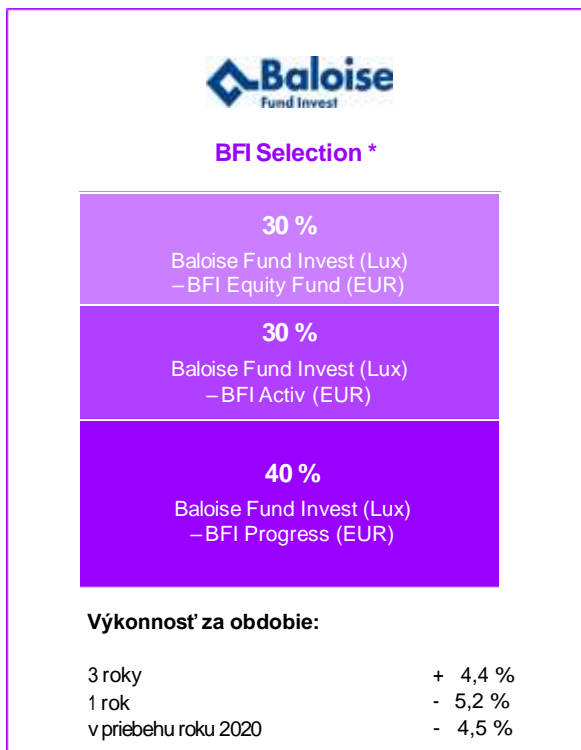 Baloise
Fund Invest
BFI Selection *
30 %
Baloise Fund Invest (Lux)
– BFI Equity Fund (EUR)
30 %
Baloise Fund Invest (Lux)
– BFI Activ (EUR)
40 %
Baloise Fund Invest (Lux)
– BFI Progress (EUR)
Výkonnosť za obdobie:
3 roky + 4,4 %
1 rok - 5,2 %
v priebehu roku 2020 - 4,5 %